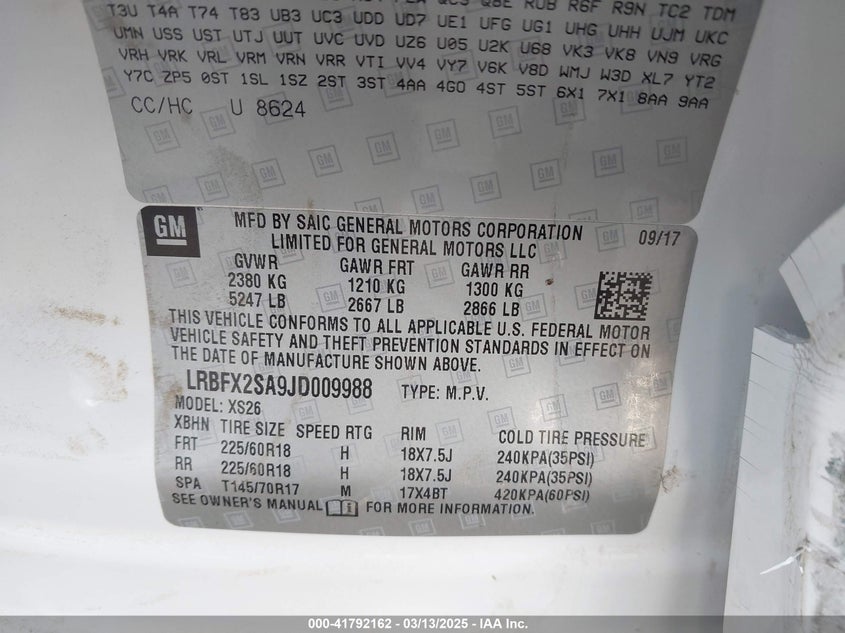 Q8E RUB R6F R9N TC2 TDM
T3U T4A T74 T83 UB3 UC3 UDD UD7 UE1 UFG UG1 UHG UHH UJM UKC
UMN USS UST UTJ UUT UVC UVD UZ6 U05 U2K U68 VK3 VK8 VN9 VRG
VRH VRK VRL VRM VRN VRR VTI VV4 VY7 V6K V8D WMJ W3D XL7 YT2
Y7C ZP5 0ST 1SL 1SZ 2ST 3ST 4AA 4GO 4ST 5ST 6X1 7X1 8AA 9AA
CC/HC U 8624
GM
MFD BY SAIC GENERAL MOTORS CORPORATION
LIMITED FOR GENERAL MOTORS LLC
09/17
GVWR GAWR FRT GAWR RR
2380 KG 1210 KG 1300 KG
5247 LB 2667 LB 2866 LB
THIS VEHICLE CONFORMS TO ALL APPLICABLE U.S. FEDERAL MOTOR
VEHICLE SAFETY AND THEFT PREVENTION STANDARDS IN EFFECT ON
THE DATE OF MANUFACTURE SHOWN ABOVE.
LRBFX2SA9JD009988 TYPE: M.P.V.
MODEL: XS26
XBHN TIRE SIZE SPEED RTG RIM COLD TIRE PRESSURE
FRT 225/60R18 H 18X7.5J 240KPA(35PSI)
RR 225/60R18 H 18X7.5J 240KPA(35PSI)
SPA T145/70R17 M 17X4BT 420KPA(60PSI)
SEE OWNER'S MANUAL FOR MORE INFORMATION.
000-41792162 - 03/13/2025 - IAA Inc.